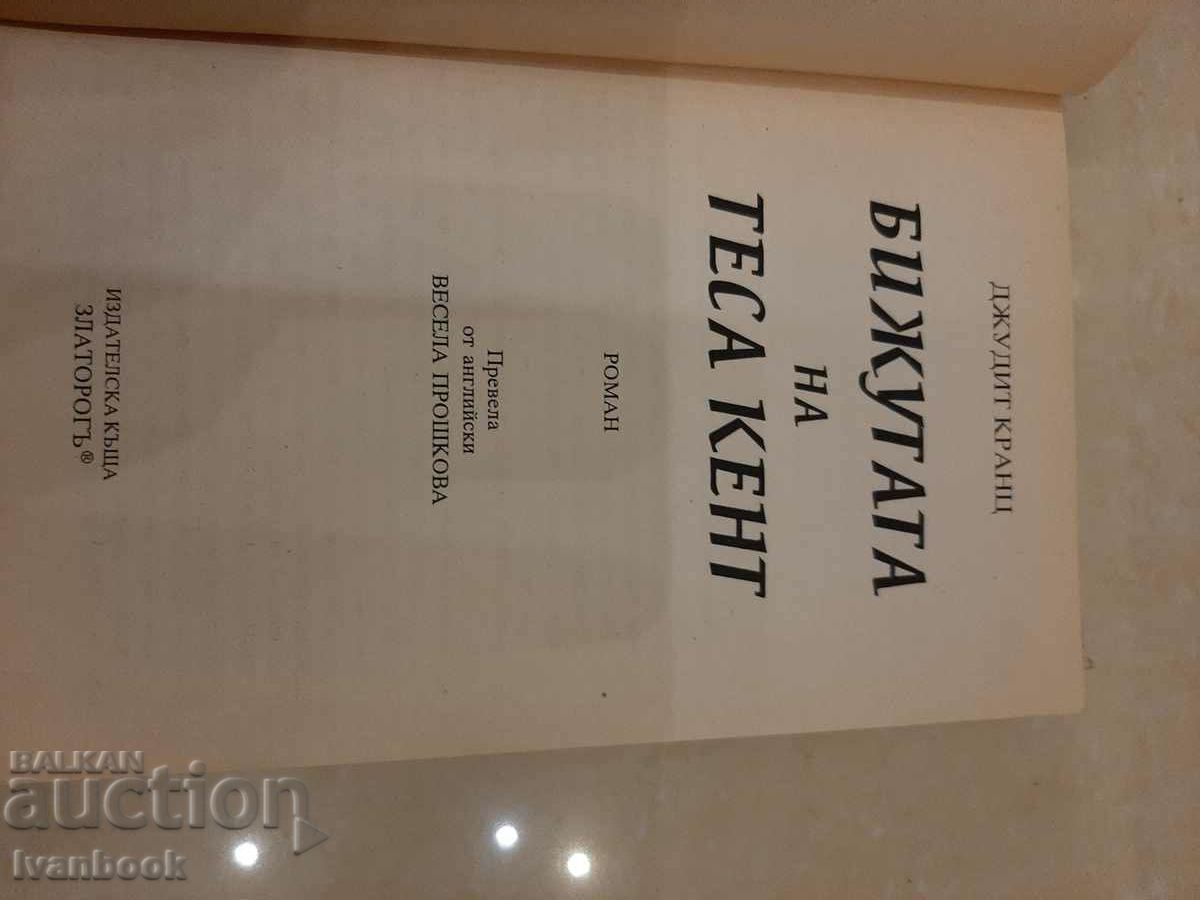 ДЖУДИТ КРАНЦ
БИЖУТАТА
НА
ТЕСА КЕНТ
РОМАН
Превела
от английски
ВЕСЕЛА ПРОШКОВА
ИЗДАТЕЛСКА КЪЩА
ЗЛАТОРОГЪ®
BALKAN
auction
Ivanbook